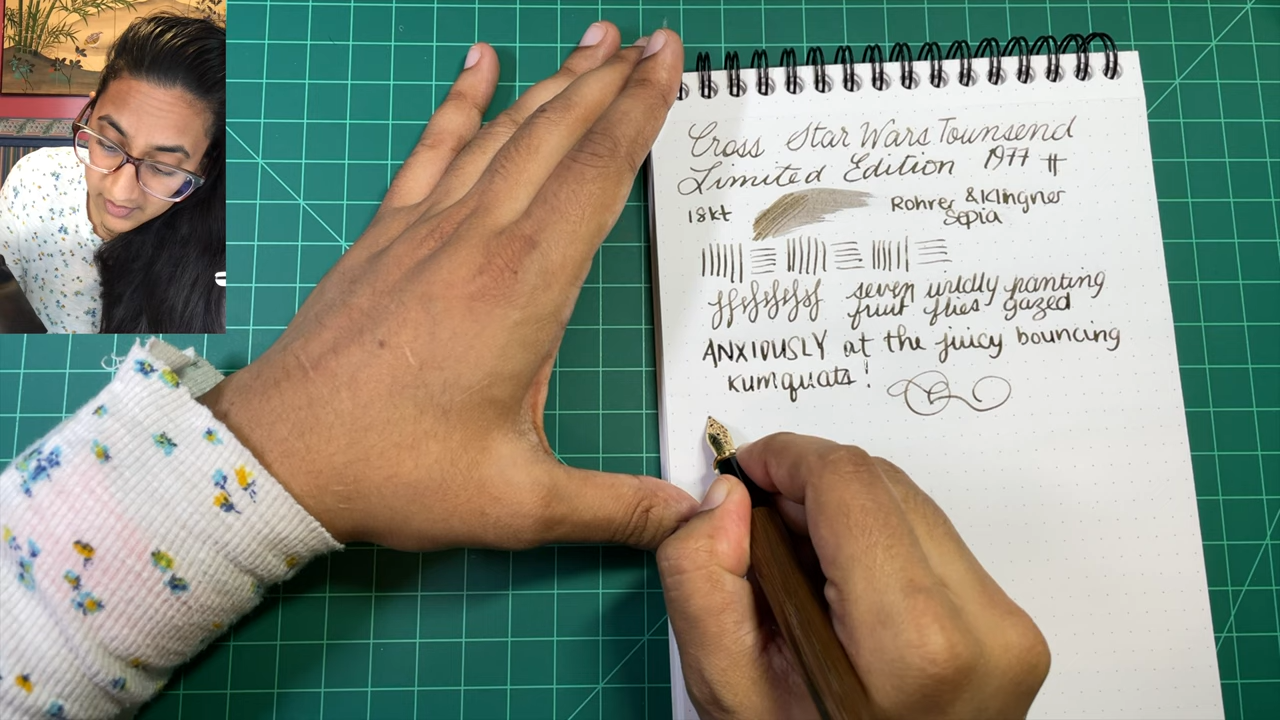 Cross Star Wars Townsend
Limited Edition 1977 #
18kt
Rohrer & Klingner
Sepia
seven wildly panting
fruit flies gazed
ANXIOUSLY at the juicy bouncing
kumquats!